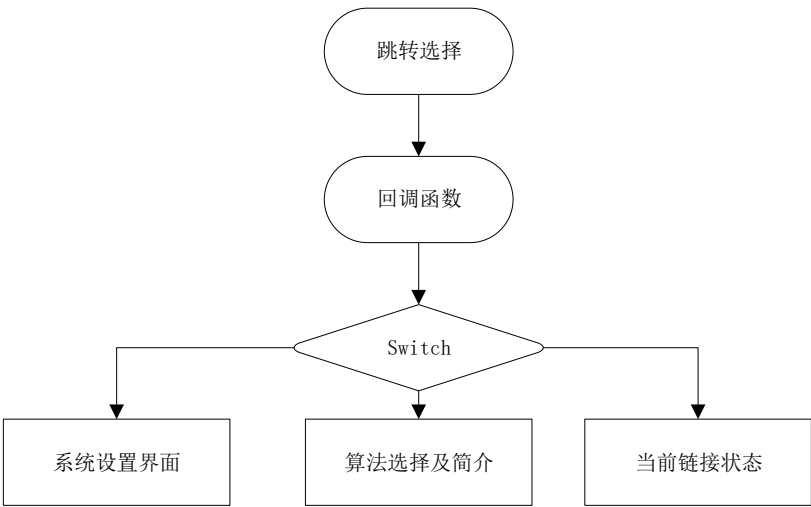 跳转选择
回调函数
Switch
系统设置界面
算法选择及简介
当前链接状态